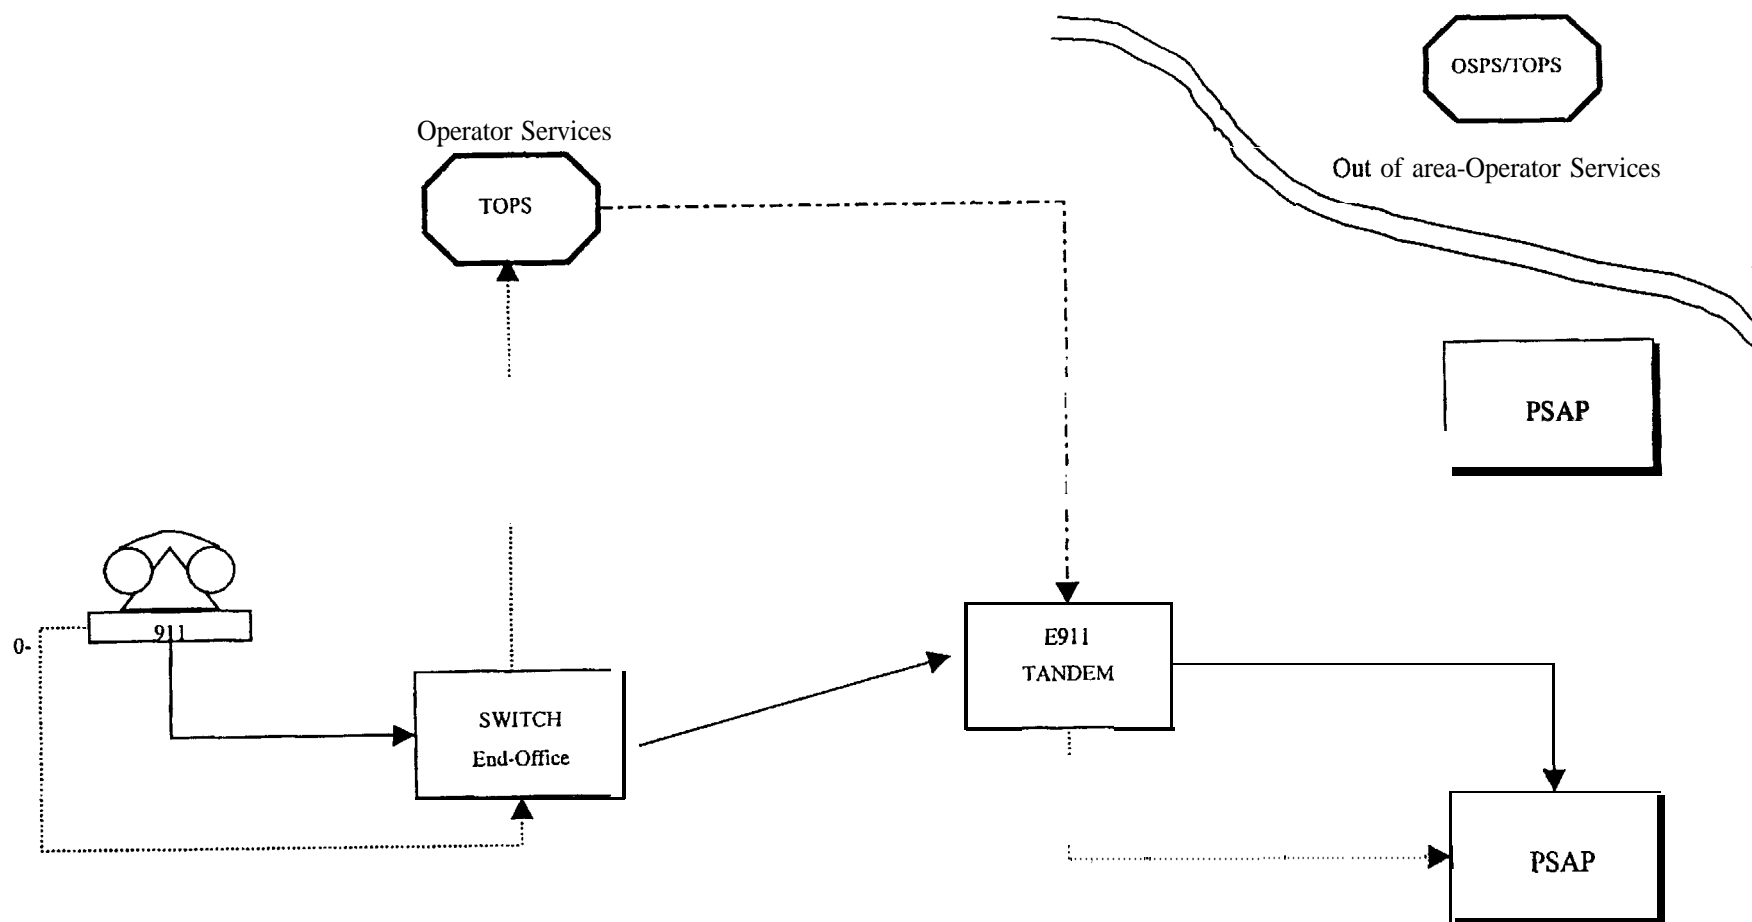 OSPS/TOPS
Operator Services
Out of area-Operator Services
TOPS
PSAP
911
0-
E911
TANDEM
SWITCH
End-Office
PSAP